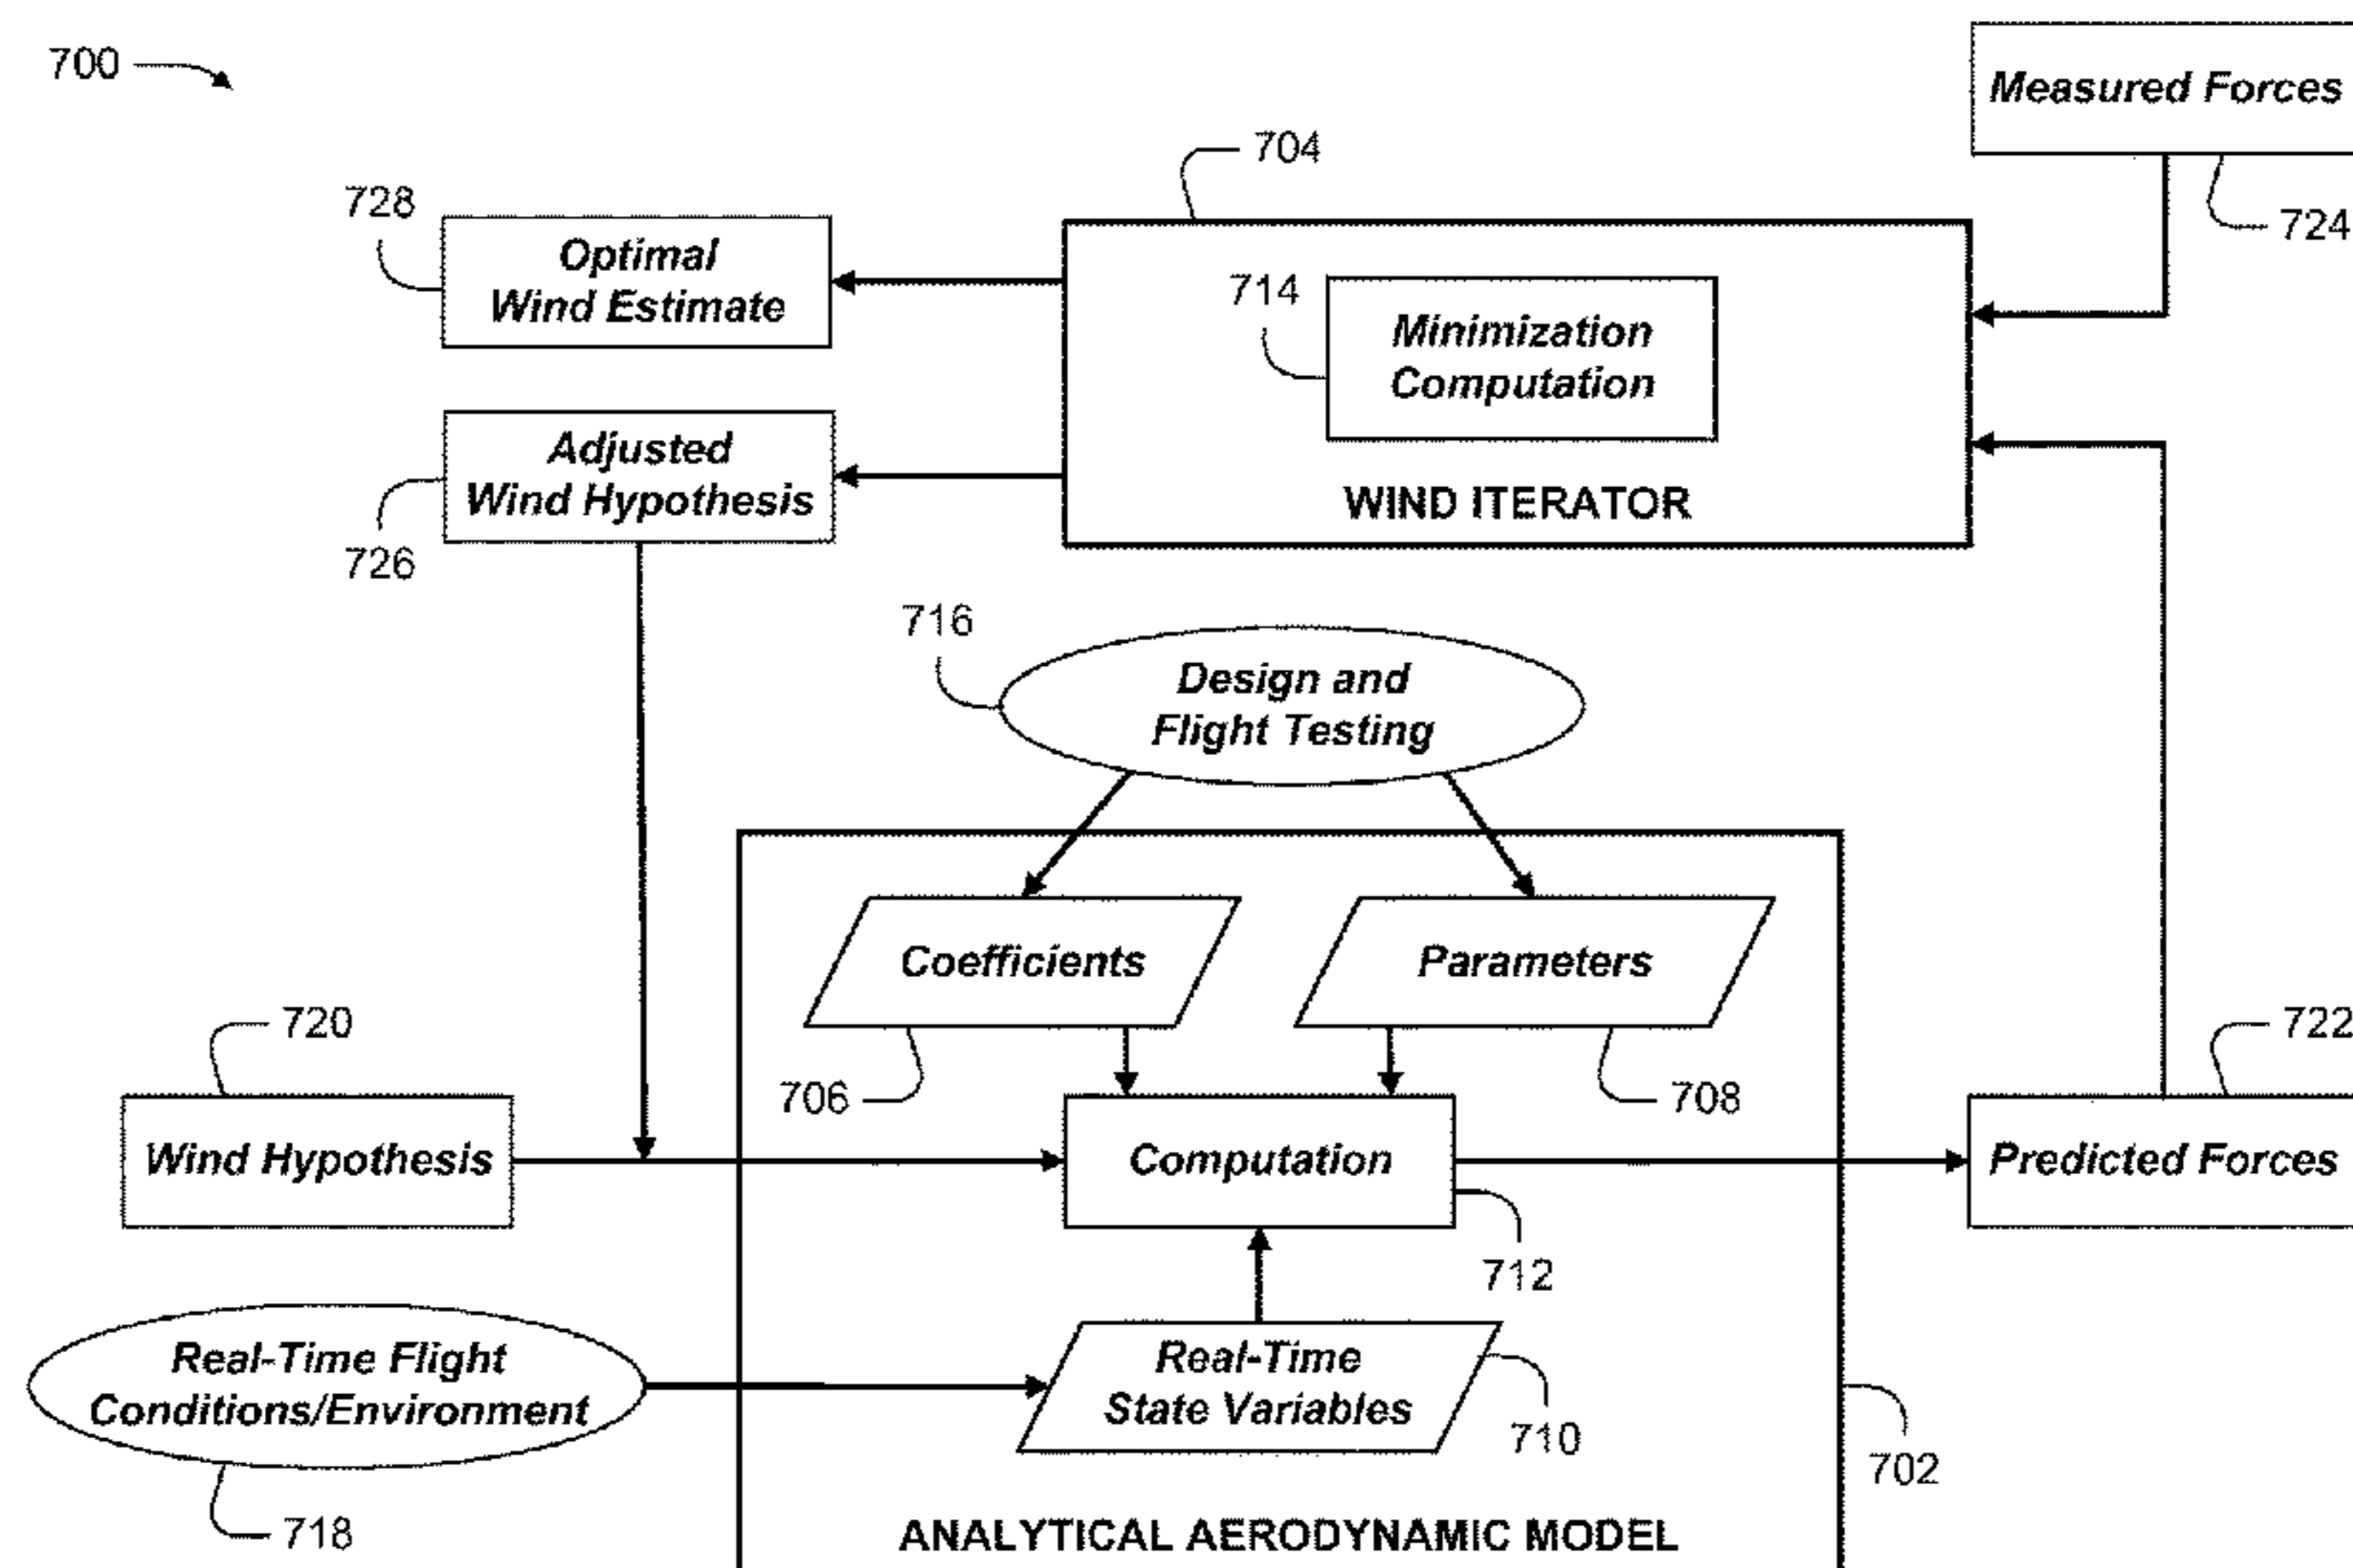 700
Measured Forces
704
724
728
Optimal
Wind Estimate
714
Minimization
Computation
Adjusted
Wind Hypothesis
WIND ITERATOR
726
716
Design and
Flight Testing
Coefficients
Parameters
720
722
706
708
Wind Hypothesis
Computation
Predicted Forces
712
Real-Time Flight
Conditions/Environment
Real-Time
State Variables
710
702
718
ANALYTICAL AERODYNAMIC MODEL